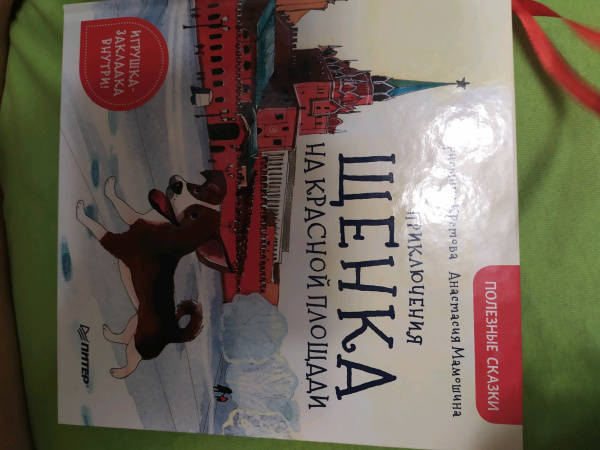 ПОЛЕЗНЫЕ СКАЗКИ
Анастасия Мамошина
ПРИКЛЮЧЕНИЯ
ЩЕНКА
НА КРАСНОЙ ПЛОЩАДИ
ИГРУШКА-
ЗАКЛАДКА
ВНУТРИ!
ПИТЕР